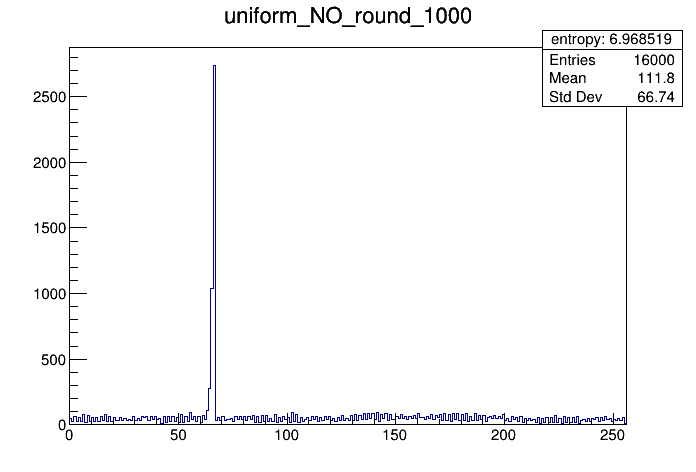 uniform_NO_round_1000
entropy: 6.968519
Entries 16000
Mean 111.8
Std Dev 66.74
2500
2000
1500
1000
500
0
0 50 100 150 200 250